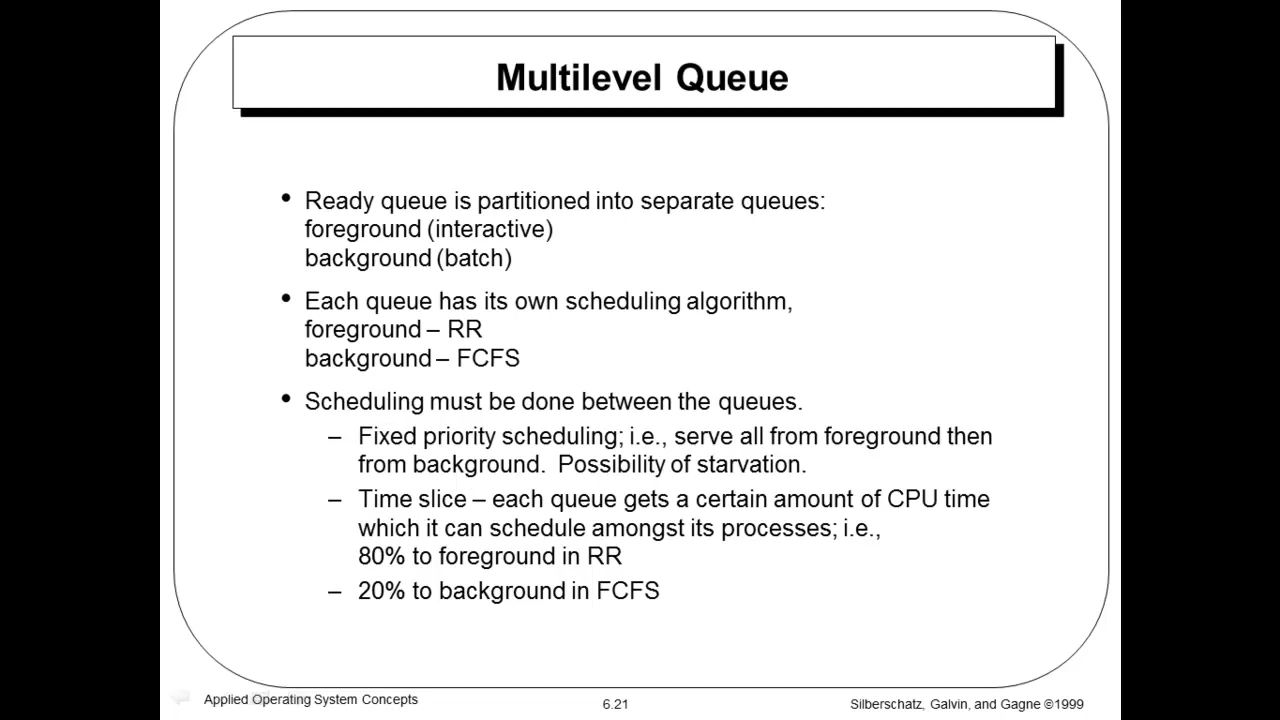 Multilevel Queue
• Ready queue is partitioned into separate queues:
foreground (interactive)
background (batch)
• Each queue has its own scheduling algorithm,
foreground – RR
background – FCFS
• Scheduling must be done between the queues.
– Fixed priority scheduling; i.e., serve all from foreground then
from background.  Possibility of starvation.
– Time slice – each queue gets a certain amount of CPU time
which it can schedule amongst its processes; i.e.,
80% to foreground in RR
– 20% to background in FCFS
Applied Operating System Concepts
6.21
Silberschatz, Galvin, and Gagne ©1999